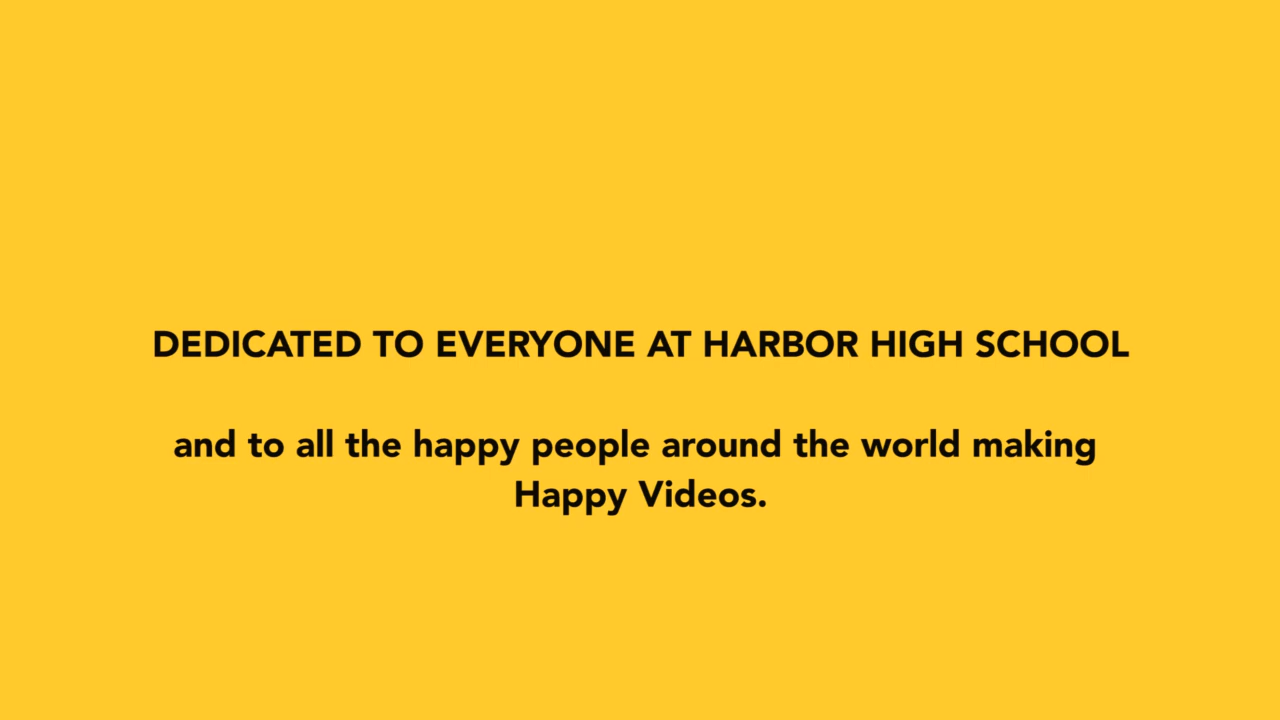 DEDICATED TO EVERYONE AT HARBOR HIGH SCHOOL
and to all the happy people around the world making
Happy Videos.